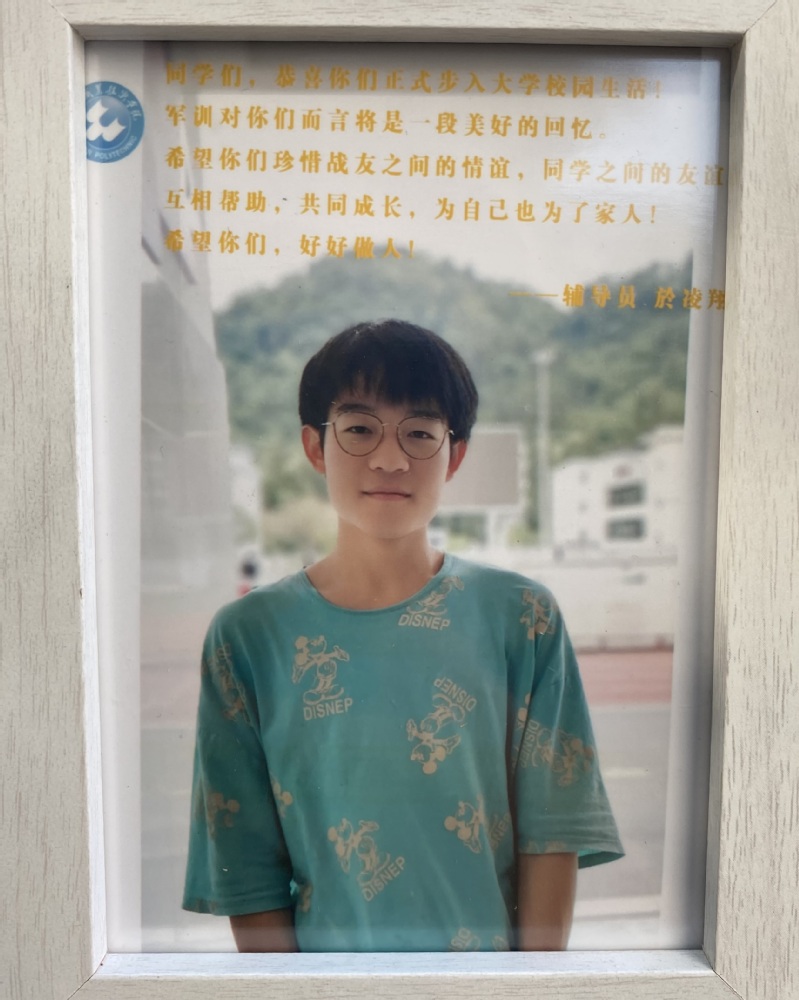 同学们，恭喜你们正式步入大学校园生活！
军训对你们而言将是一段美好的回忆。
希望你们珍惜战友之间的情谊，同学之间的友谊
互相帮助，共同成长，为自己也为了家人！
希望你们，好好做人！
——辅导员 於凌翔
POLYTECHNIC
DISNEP
DISNEP
DISNEP
DISNEP